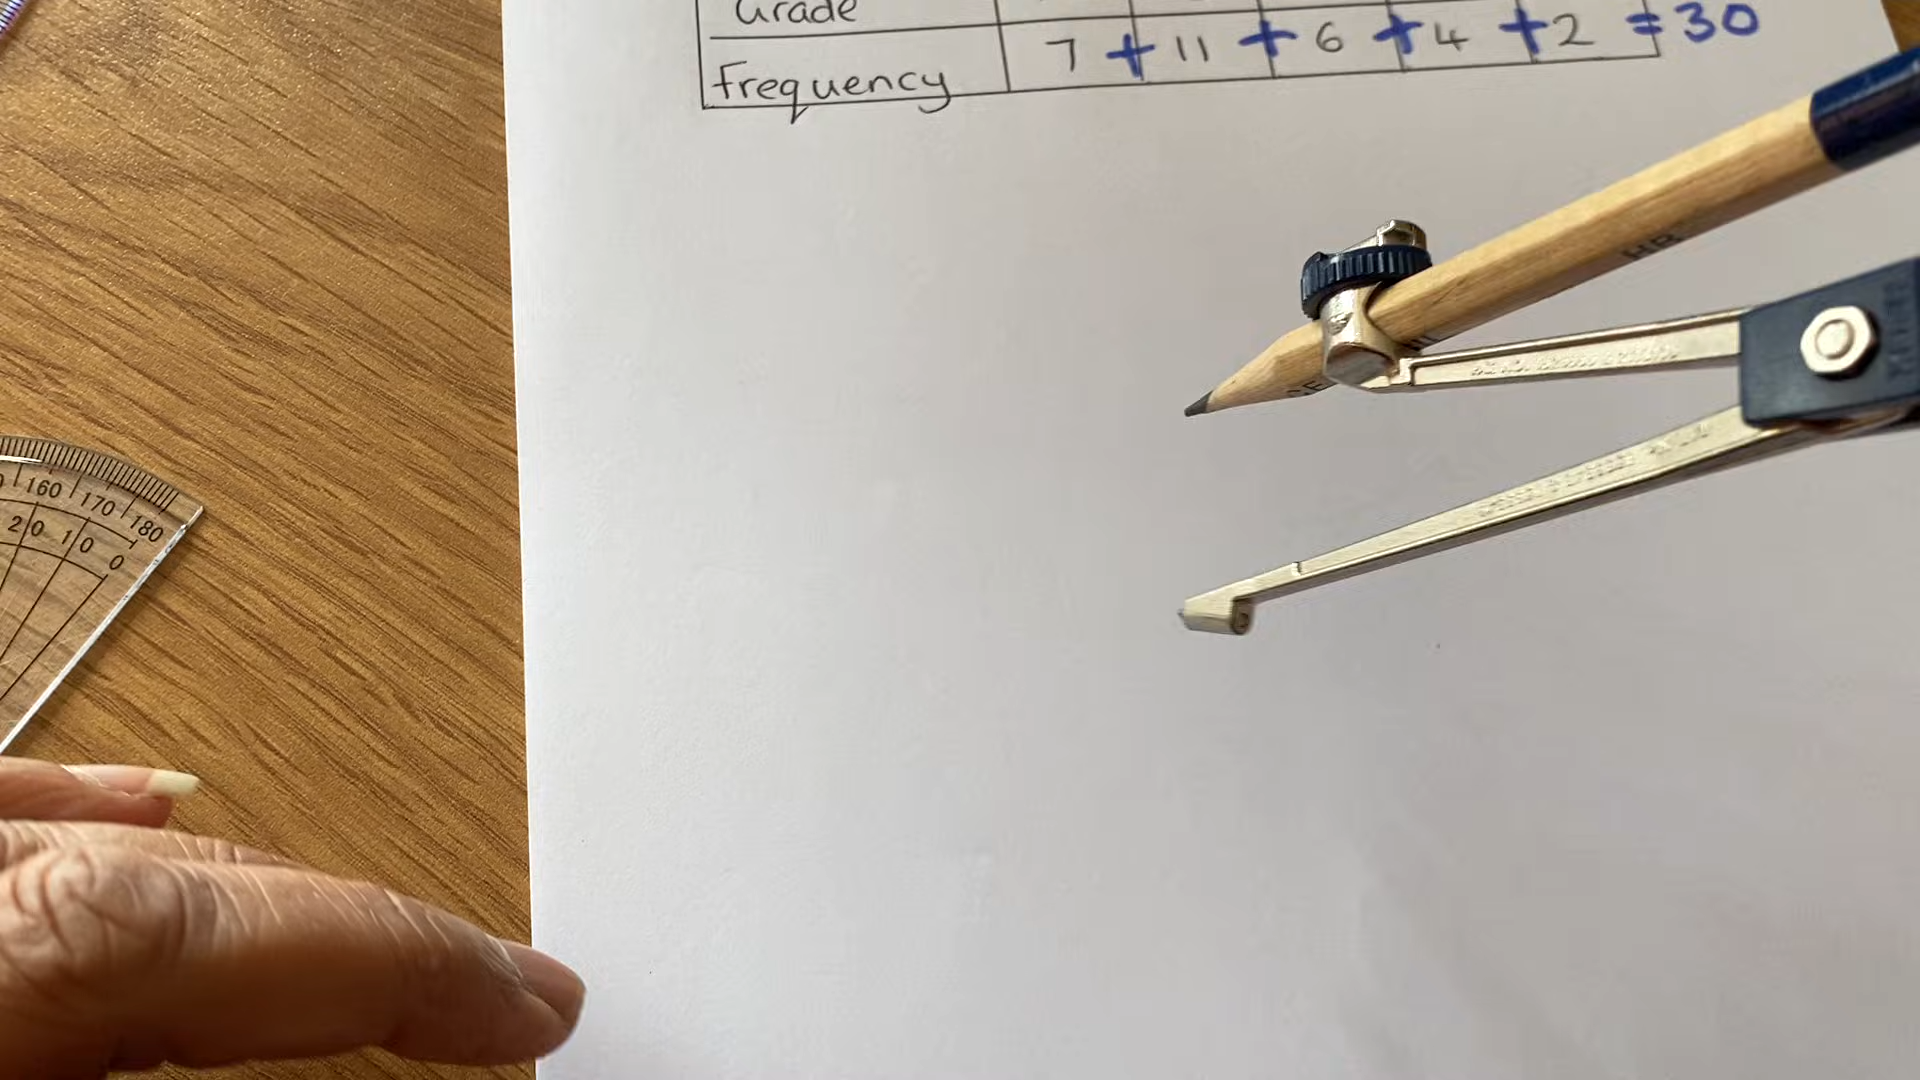 Grade
Frequency 7 + 11 + 6 + 4 + 2 = 30
HB
160 170 180
20 10 0